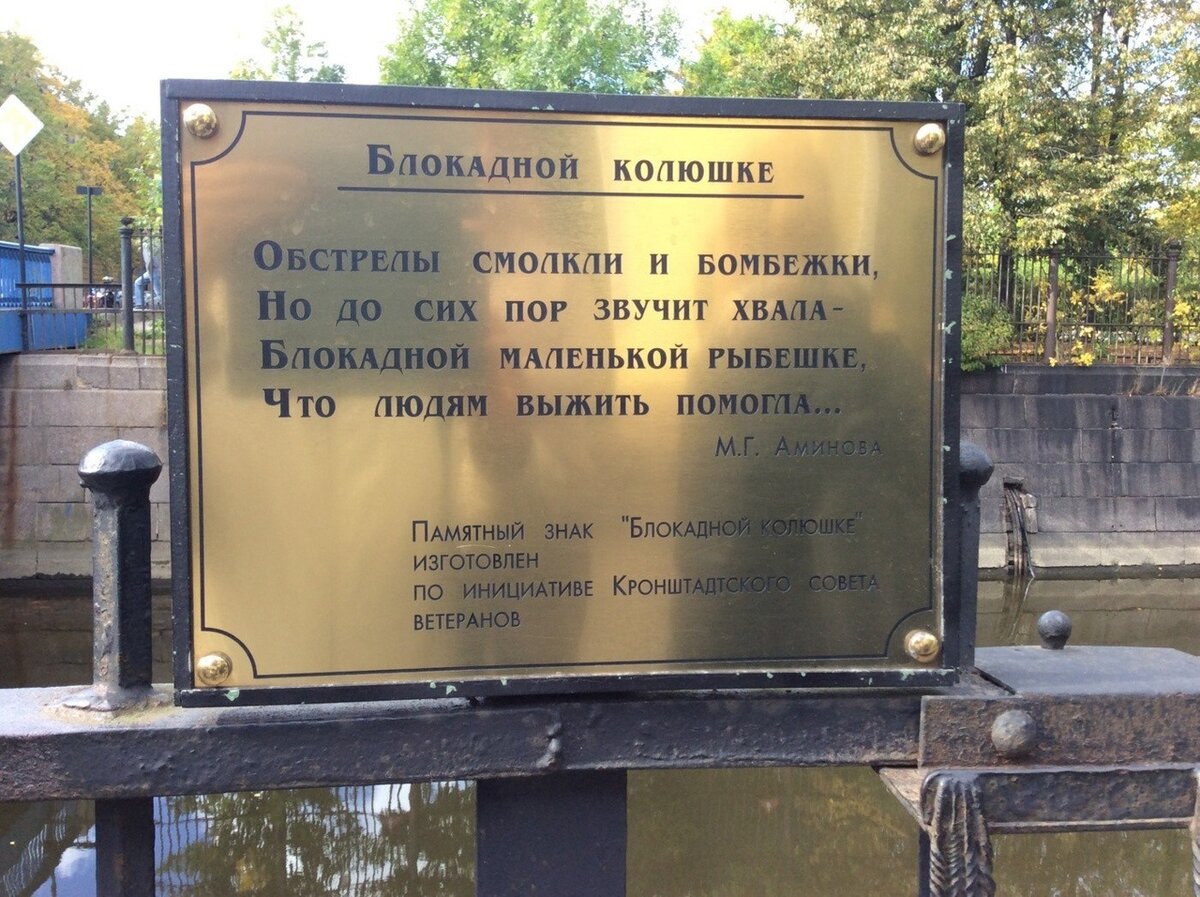 Блокадной колюшке
Обстрелы смолкли и бомбежки,
Но до сих пор звучит хвала-
Блокадной маленькой рыбешке,
Что людям выжить помогла...
М.Г. Аминова
Памятный знак "Блокадной колюшке"
изготовлен
по инициативе Кронштадтского совета
ветеранов